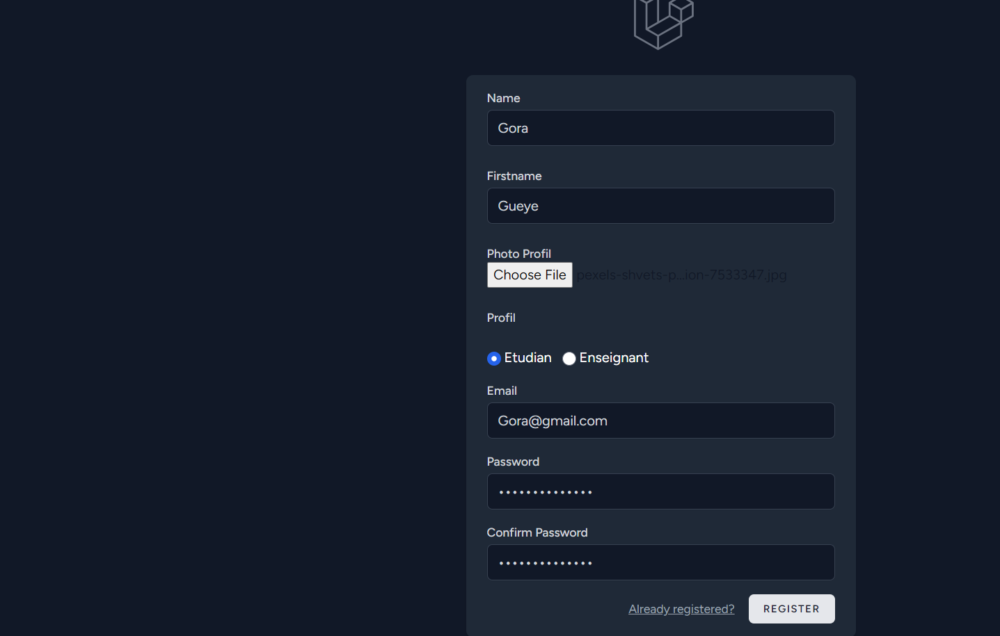 Name
Gora
Firstname
Gueye
Photo Profil
Choose File pexels-shvets-p...ion-7533347.jpg
Profil
Etudian Enseignant
Email
Gora@gmail.com
Password
••••••••••••••
Confirm Password
••••••••••••••
Already registered? REGISTER